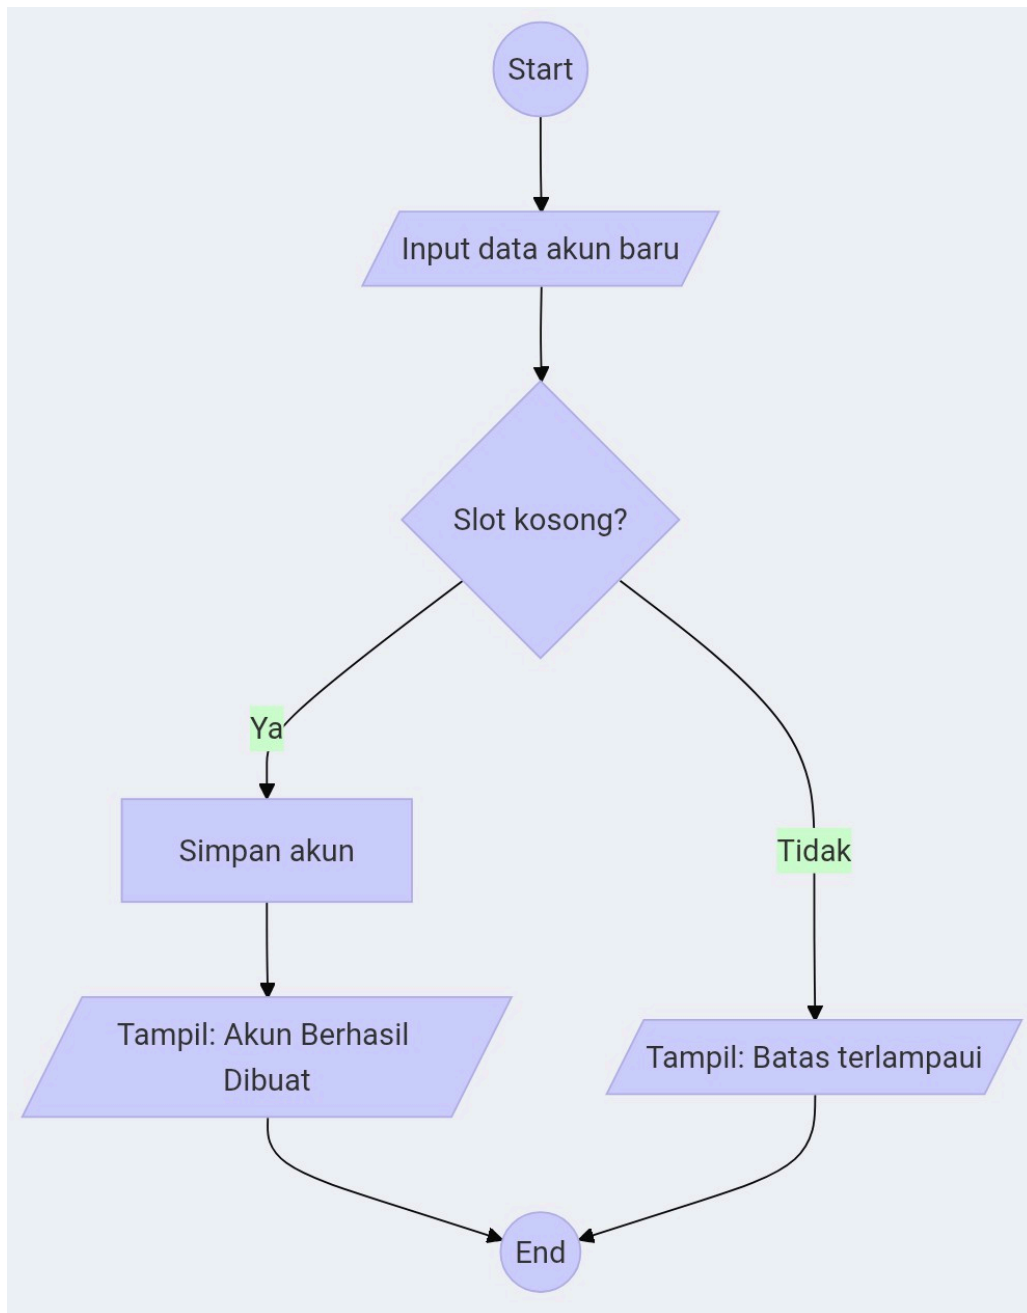 Start
Input data akun baru
Slot kosong?
Ya
Simpan akun
Tidak
Tampil: Akun Berhasil
Dibuat
Tampil: Batas terlampaui
End